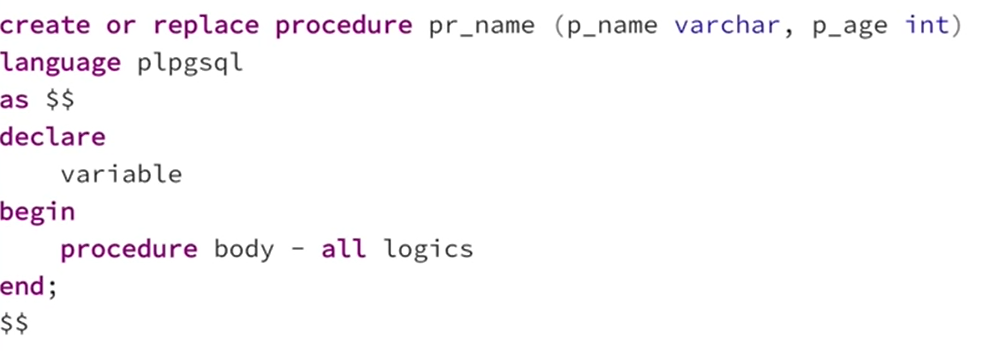 create or replace procedure pr_name (p_name varchar, p_age int)
language plpgsql
as $$
declare
    variable
begin
    procedure body - all logics
end;
$$